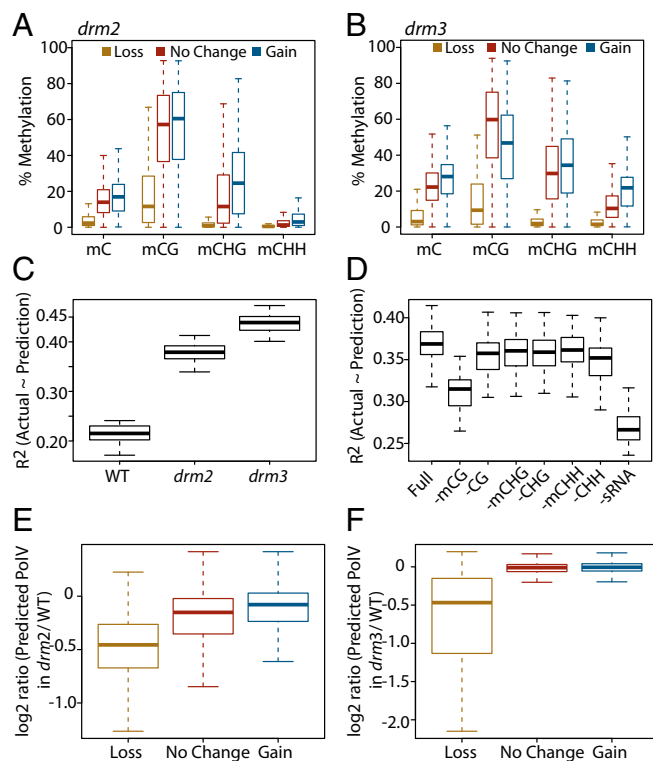 A
drm2
Loss No Change Gain
% Methylation
100
80
60
40
20
0
mC mCG mCHG mCHH
B
drm3
Loss No Change Gain
% Methylation
100
80
60
40
20
0
mC mCG mCHG mCHH
C
R2 (Actual ~ Prediction)
0.45
0.30
0.20
WT drm2 drm3
D
R2 (Actual ~ Prediction)
0.40
0.35
0.30
0.25
Full -mCG -CG -mCHG -CHG -mCHH -CHH -sRNA
E
log2 ratio (Predicted PolV
in drm2/ WT)
0
-0.5
-1.0
Loss No Change Gain
F
log2 ratio (Predicted PolV
in drm3/ WT)
0
-0.5
-1.0
-1.5
-2.0
Loss No Change Gain